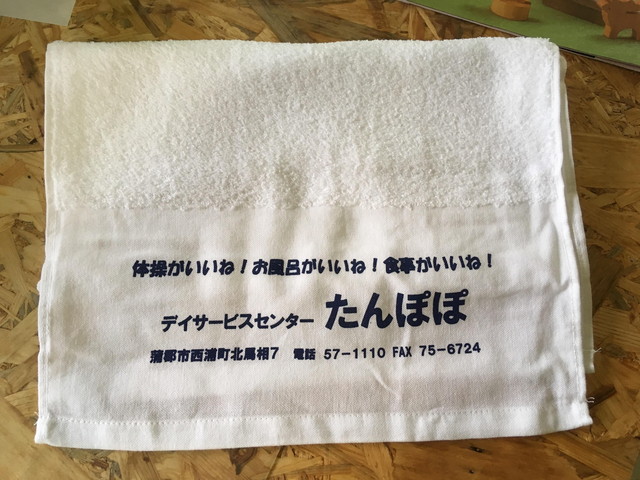 体操がいいね!お風呂がいいね!食事がいいね!
デイサービスセンター たんぽぽ
蒲郡市西浦町北馬相7 電話 57-1110 FAX 75-6724